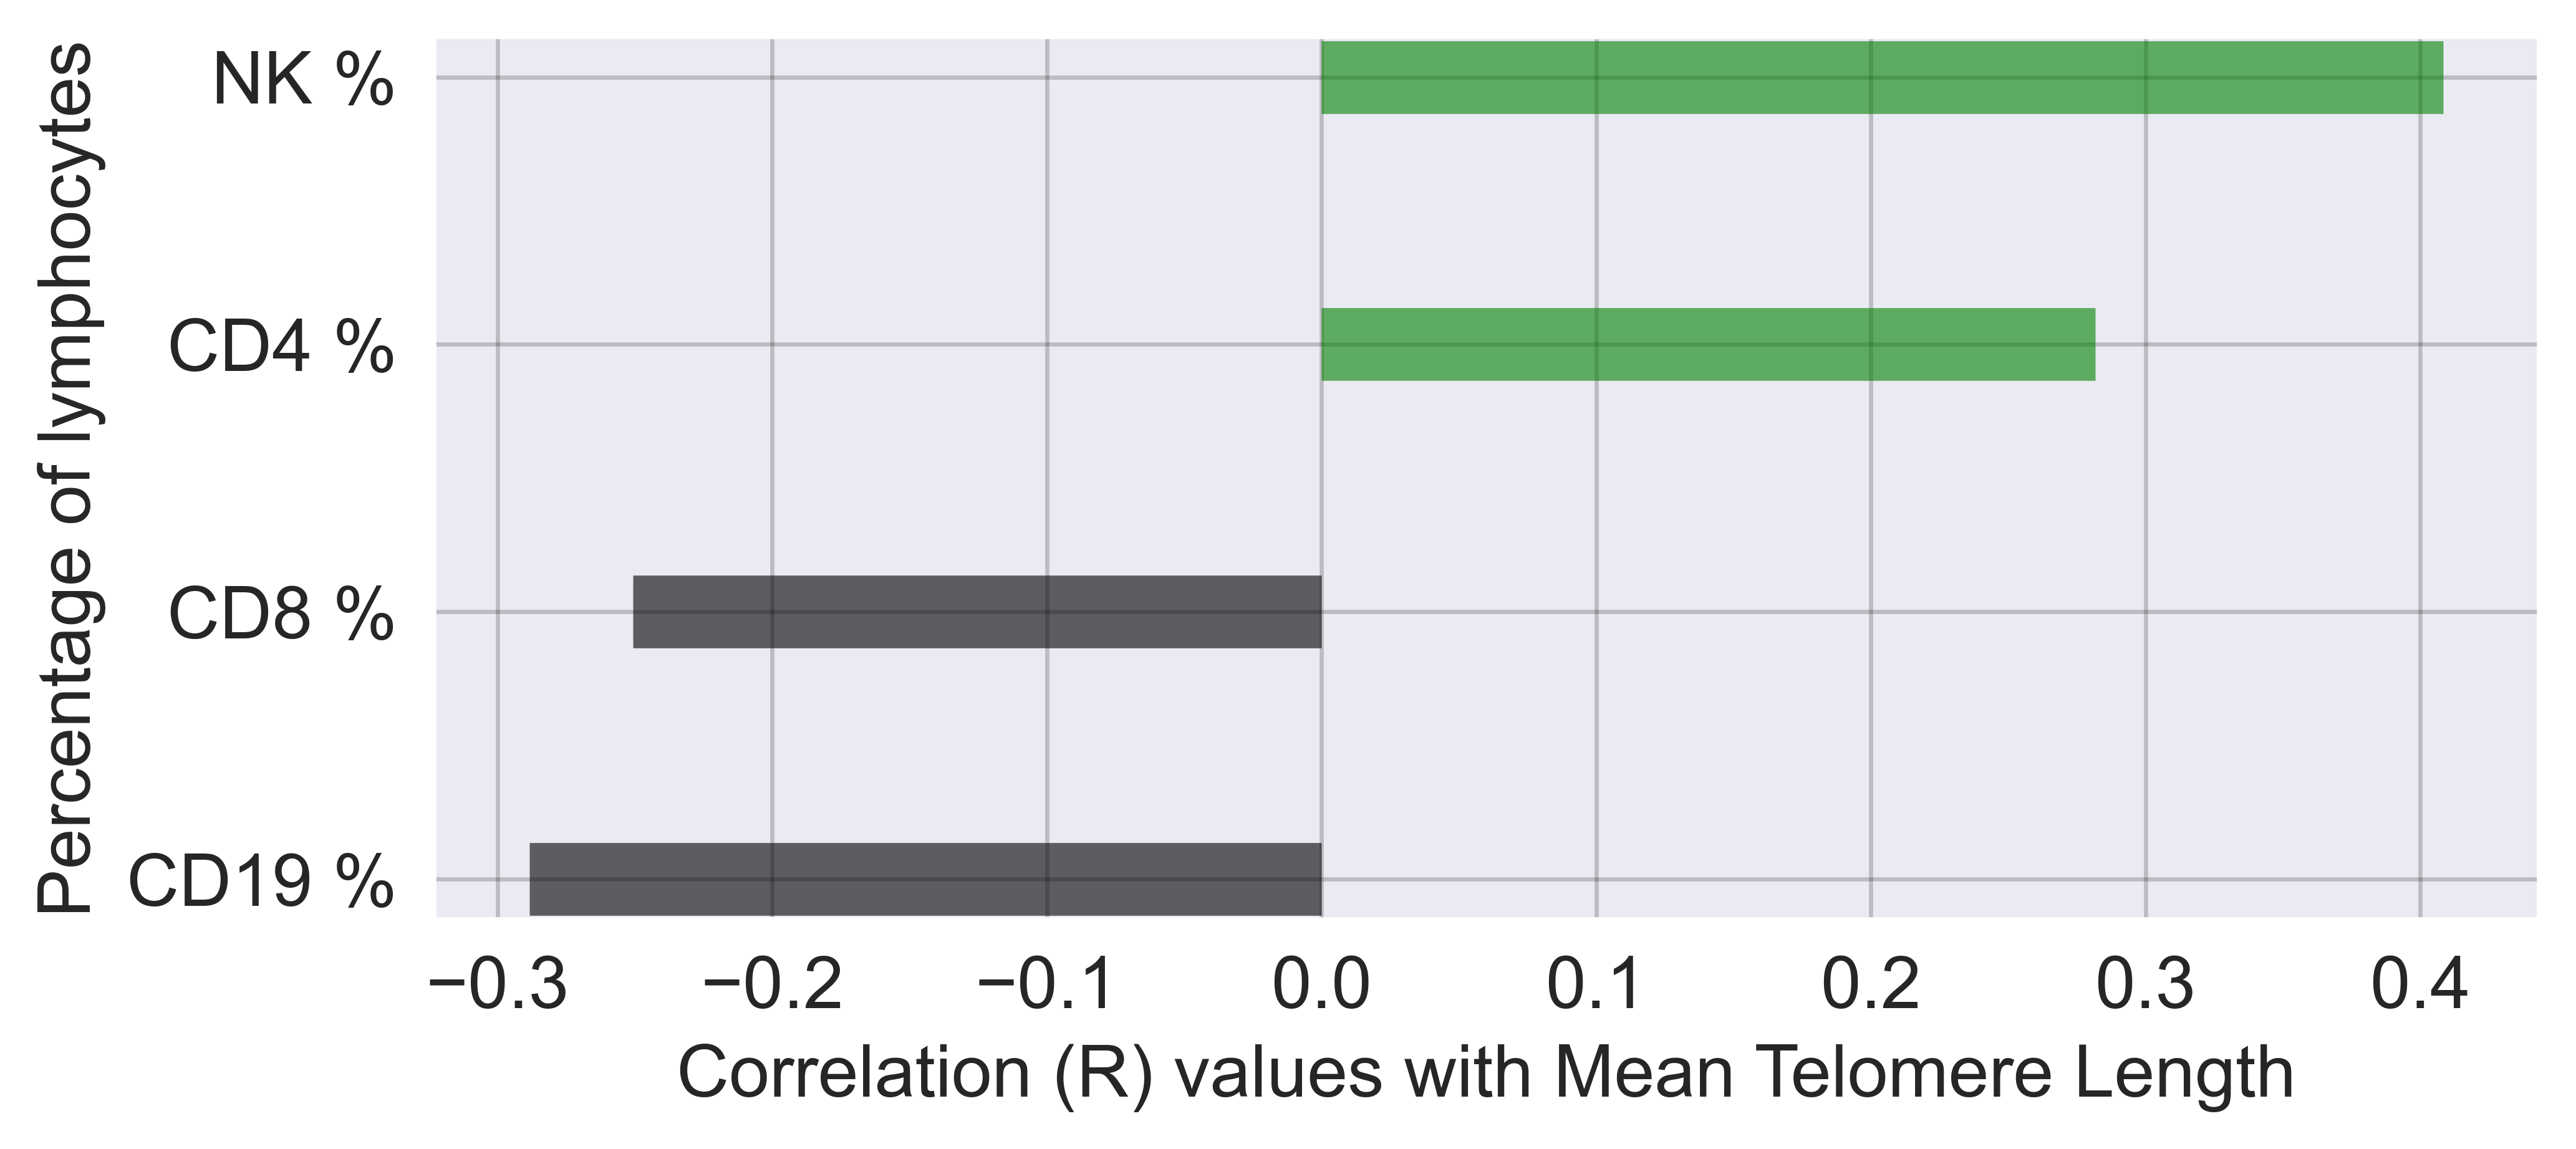 Percentage of lymphocytes
NK %
CD4 %
CD8 %
CD19 %
−0.3 −0.2 −0.1 0.0 0.1 0.2 0.3 0.4
Correlation (R) values with Mean Telomere Length